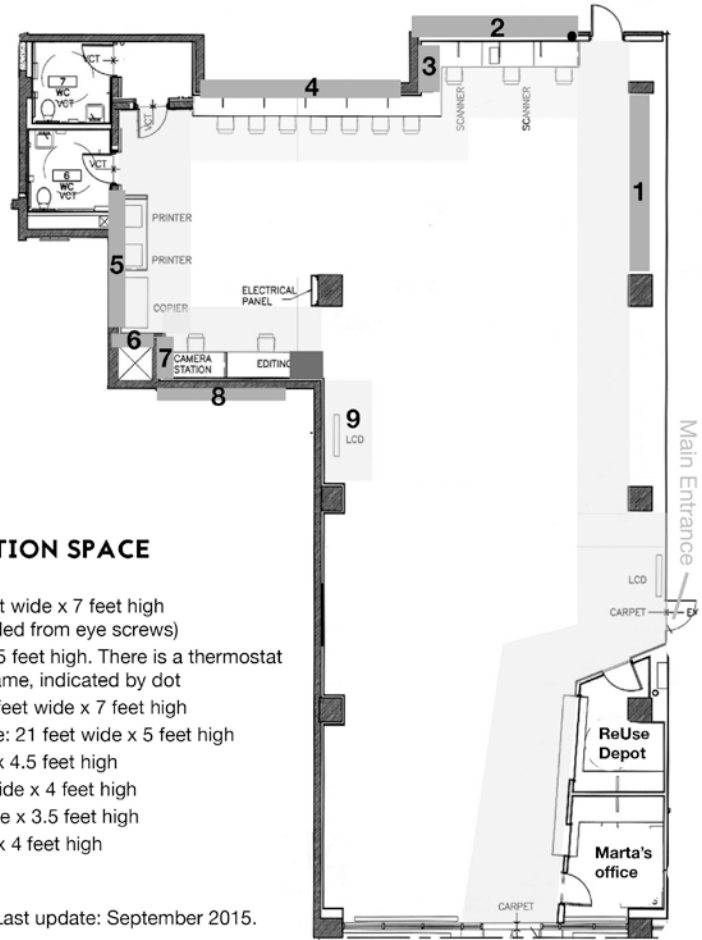 2
VCT
3
7
WC
VCT
4
SCANNER
SCANNER
VCT
1
VCT
6
WC
VCT
PRINTER
5
PRINTER
ELECTRICAL
PANEL
COPIER
6
7
CAMERA
STATION
EDITING
8
9
LCD
Main Entrance
TION SPACE
t wide x 7 feet high
led from eye screws)
5 feet high. There is a thermostat
ame, indicated by dot
feet wide x 7 feet high
e: 21 feet wide x 5 feet high
x 4.5 feet high
ide x 4 feet high
e x 3.5 feet high
x 4 feet high
Last update: September 2015.
LCD
CARPET
EX
ReUse
Depot
Marta's
office
CARPET